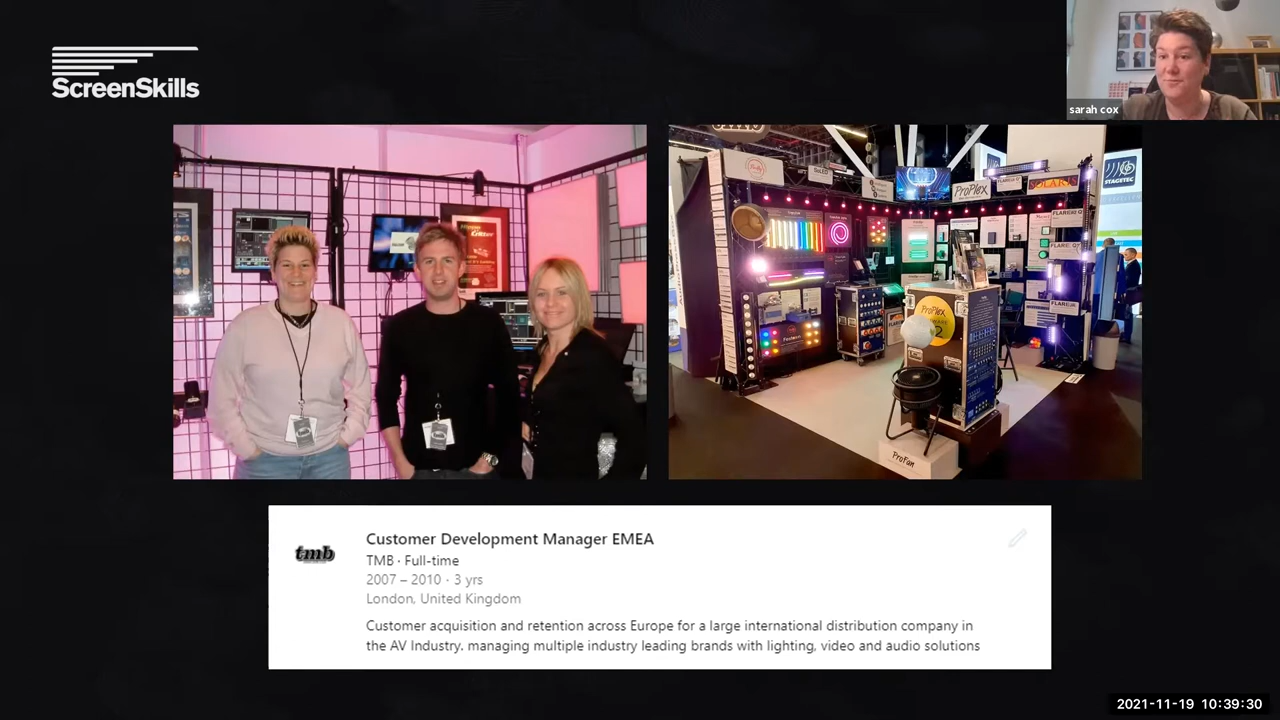 ScreenSkills
sarah cox
ProPlex
SOLARIS
STAGETEC
ProPlex
ProFan
tmb
Customer Development Manager EMEA
TMB · Full-time
2007 – 2010 · 3 yrs
London, United Kingdom
Customer acquisition and retention across Europe for a large international distribution company in
the AV Industry. managing multiple industry leading brands with lighting, video and audio solutions
2021-11-19 10:39:30